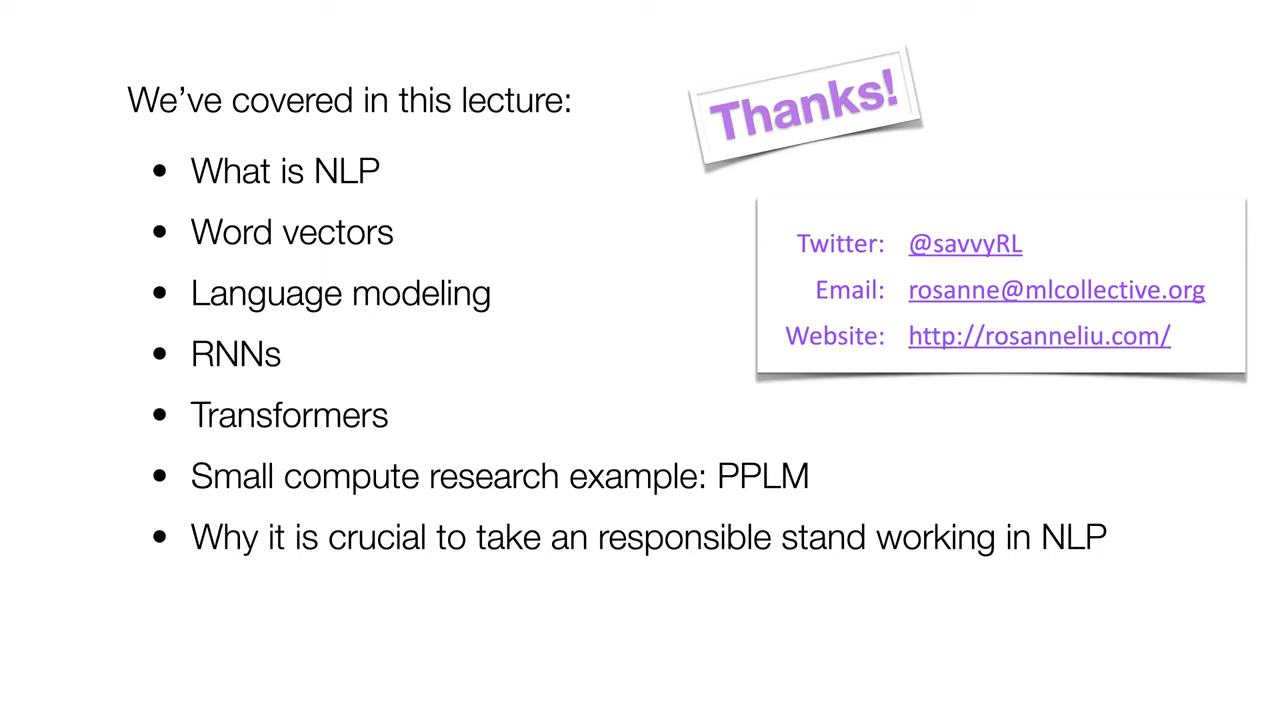 We've covered in this lecture:
• What is NLP
• Word vectors
• Language modeling
• RNNs
• Transformers
• Small compute research example: PPLM
• Why it is crucial to take an responsible stand working in NLP
Thanks!
Twitter: @savvyRL
Email: rosanne@mlcollective.org
Website: http://rosanneliu.com/